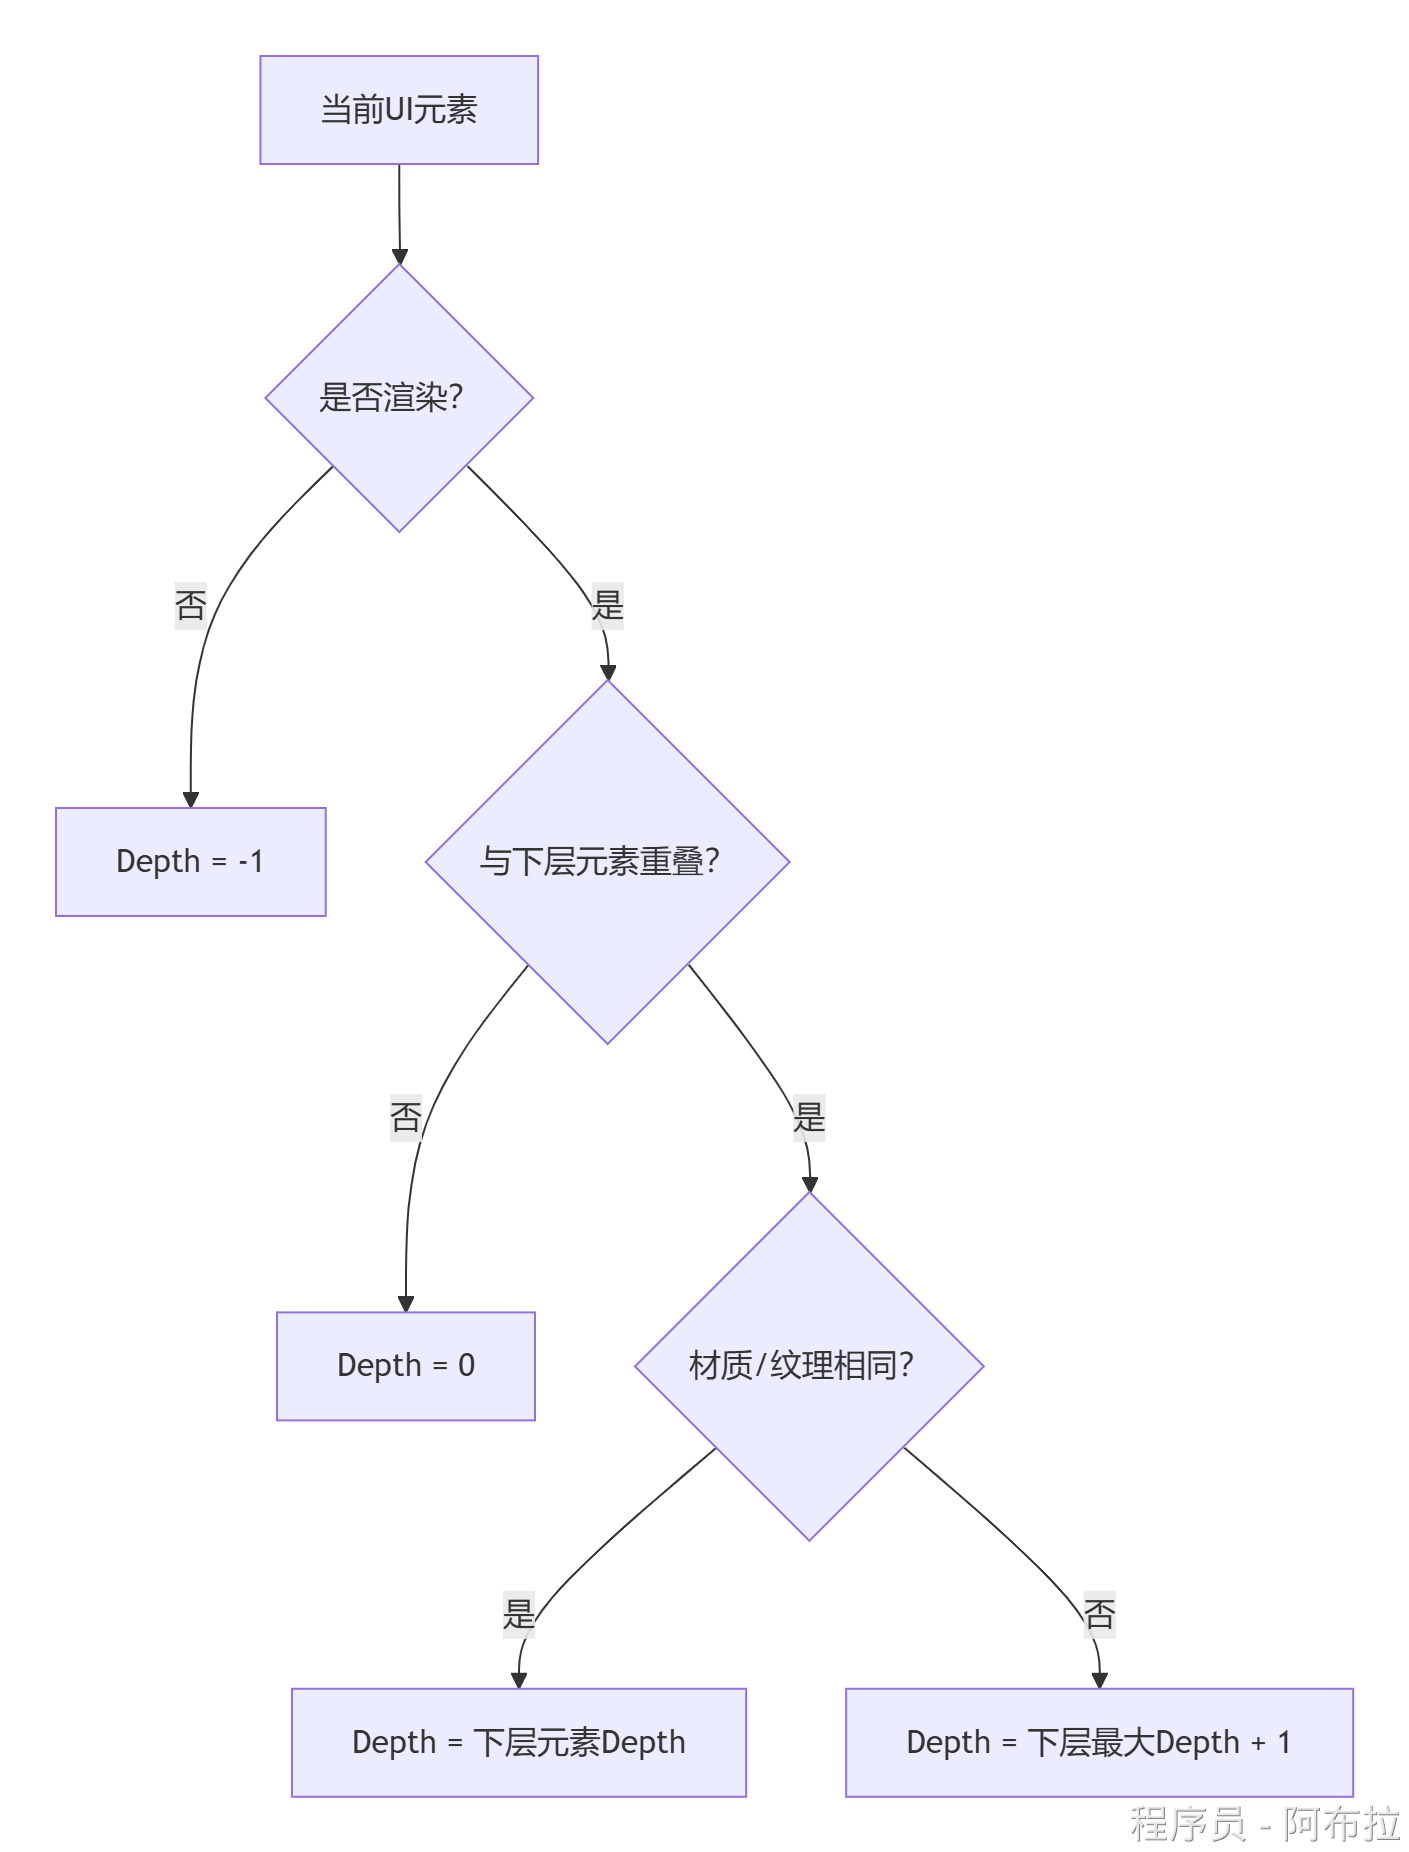 当前UI元素
是否渲染？
否
是
Depth = -1
与下层元素重叠？
否
是
Depth = 0
材质/纹理相同？
是
否
Depth = 下层元素Depth
Depth = 下层最大Depth + 1
程序员 - 阿布拉